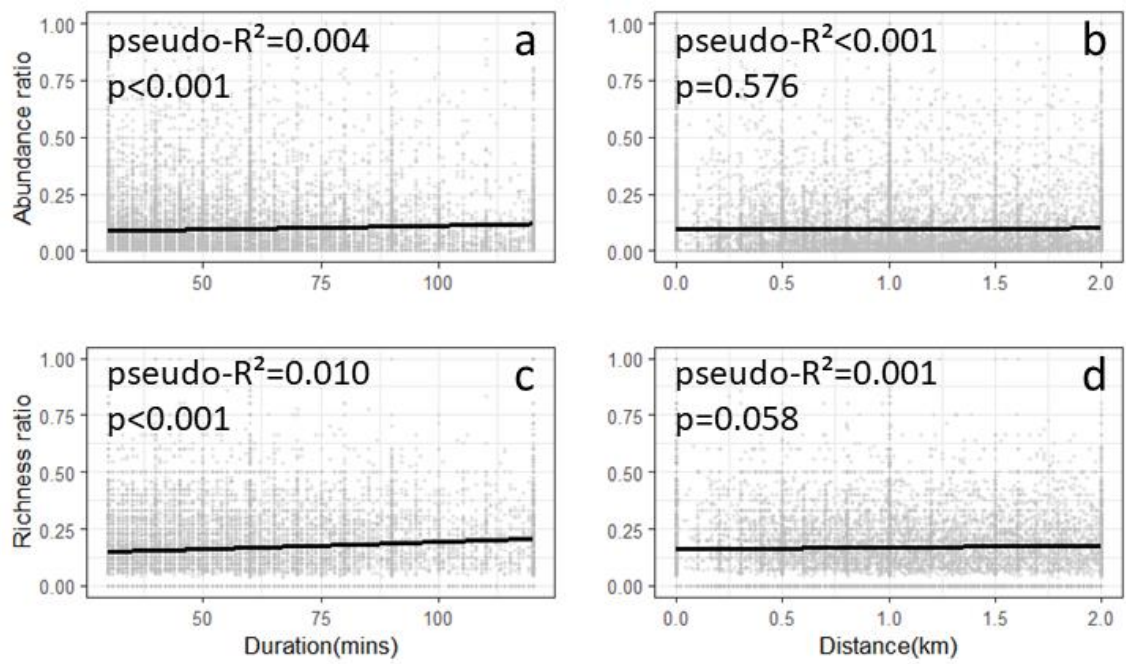 pseudo-R²=0.004
p<0.001
a
Abundance ratio
1.00
0.75
0.50
0.25
0.00
50
75
100
pseudo-R²<0.001
p=0.576
b
1.00
0.75
0.50
0.25
0.00
0.0
0.5
1.0
1.5
2.0
pseudo-R²=0.010
p<0.001
c
Richness ratio
1.00
0.75
0.50
0.25
0.00
50
75
100
Duration(mins)
pseudo-R²=0.001
p=0.058
d
1.00
0.75
0.50
0.25
0.00
0.0
0.5
1.0
1.5
2.0
Distance(km)